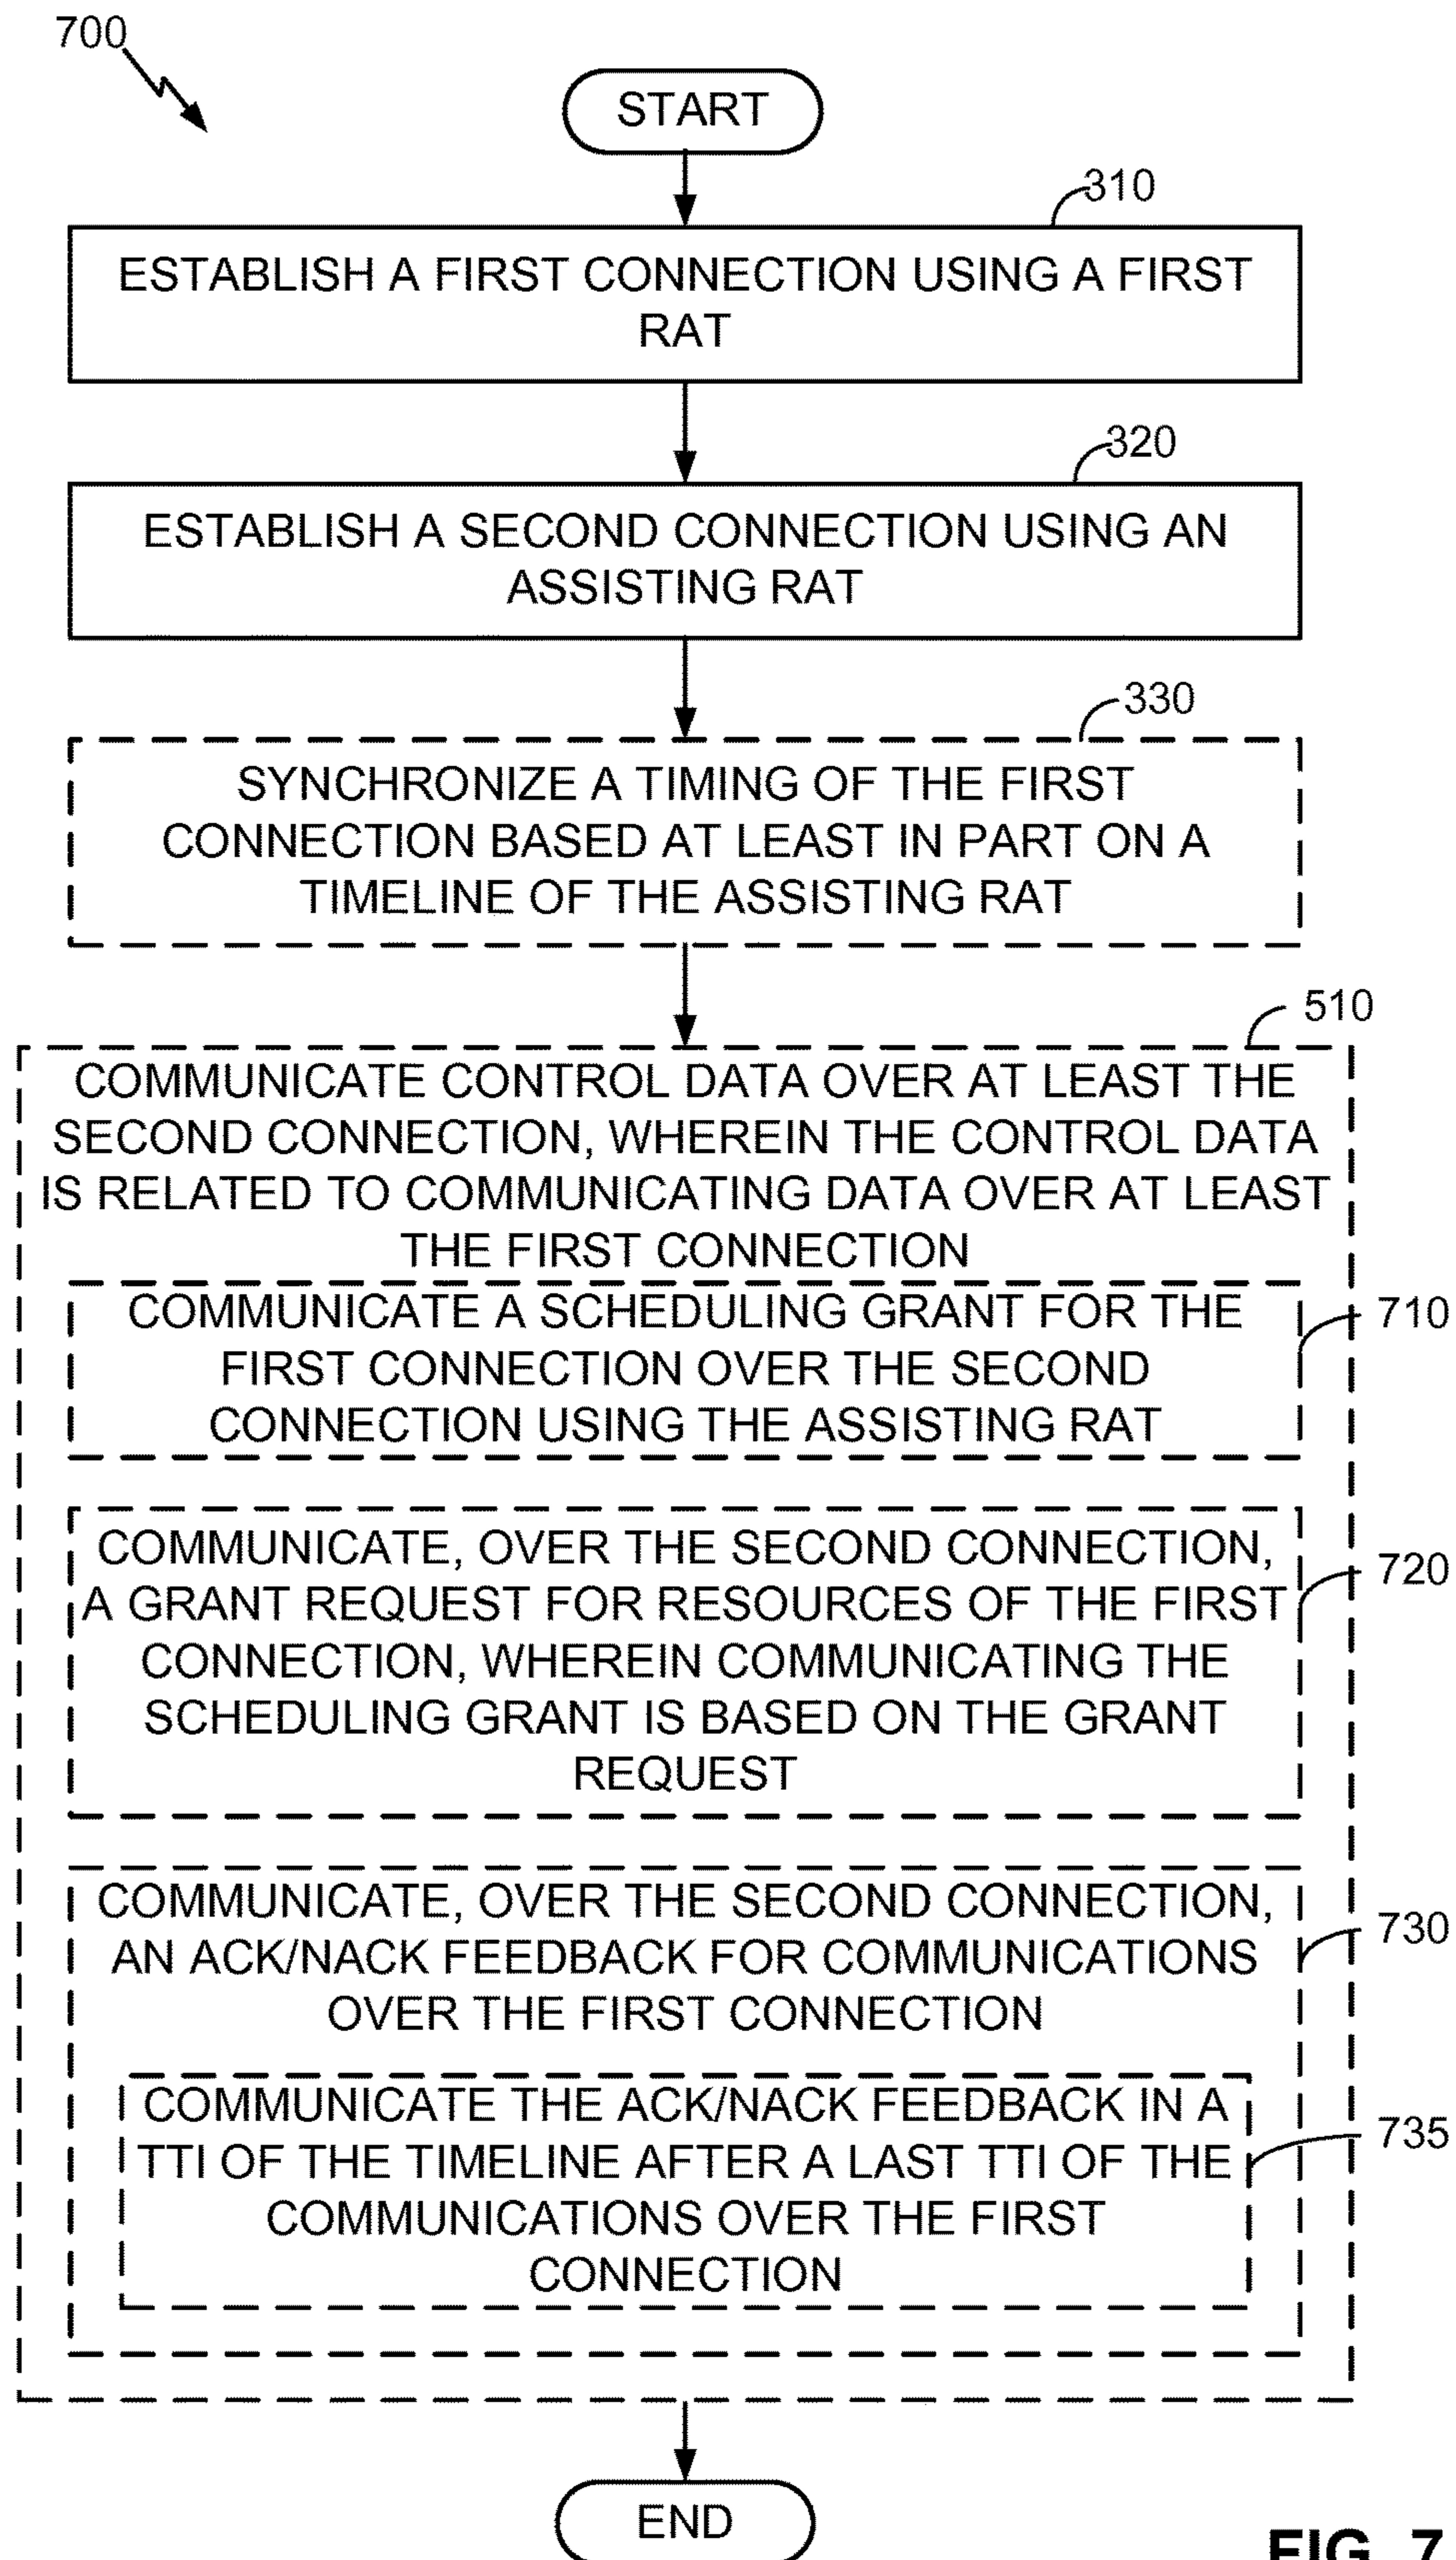 700
START
310
ESTABLISH A FIRST CONNECTION USING A FIRST
RAT
320
ESTABLISH A SECOND CONNECTION USING AN
ASSISTING RAT
330
SYNCHRONIZE A TIMING OF THE FIRST
CONNECTION BASED AT LEAST IN PART ON A
TIMELINE OF THE ASSISTING RAT
510
COMMUNICATE CONTROL DATA OVER AT LEAST THE
SECOND CONNECTION, WHEREIN THE CONTROL DATA
IS RELATED TO COMMUNICATING DATA OVER AT LEAST
THE FIRST CONNECTION
710
COMMUNICATE A SCHEDULING GRANT FOR THE
FIRST CONNECTION OVER THE SECOND
CONNECTION USING THE ASSISTING RAT
720
COMMUNICATE, OVER THE SECOND CONNECTION,
A GRANT REQUEST FOR RESOURCES OF THE FIRST
CONNECTION, WHEREIN COMMUNICATING THE
SCHEDULING GRANT IS BASED ON THE GRANT
REQUEST
730
COMMUNICATE, OVER THE SECOND CONNECTION,
AN ACK/NACK FEEDBACK FOR COMMUNICATIONS
OVER THE FIRST CONNECTION
735
COMMUNICATE THE ACK/NACK FEEDBACK IN A
TTI OF THE TIMELINE AFTER A LAST TTI OF THE
COMMUNICATIONS OVER THE FIRST
CONNECTION
END
FIG. 7